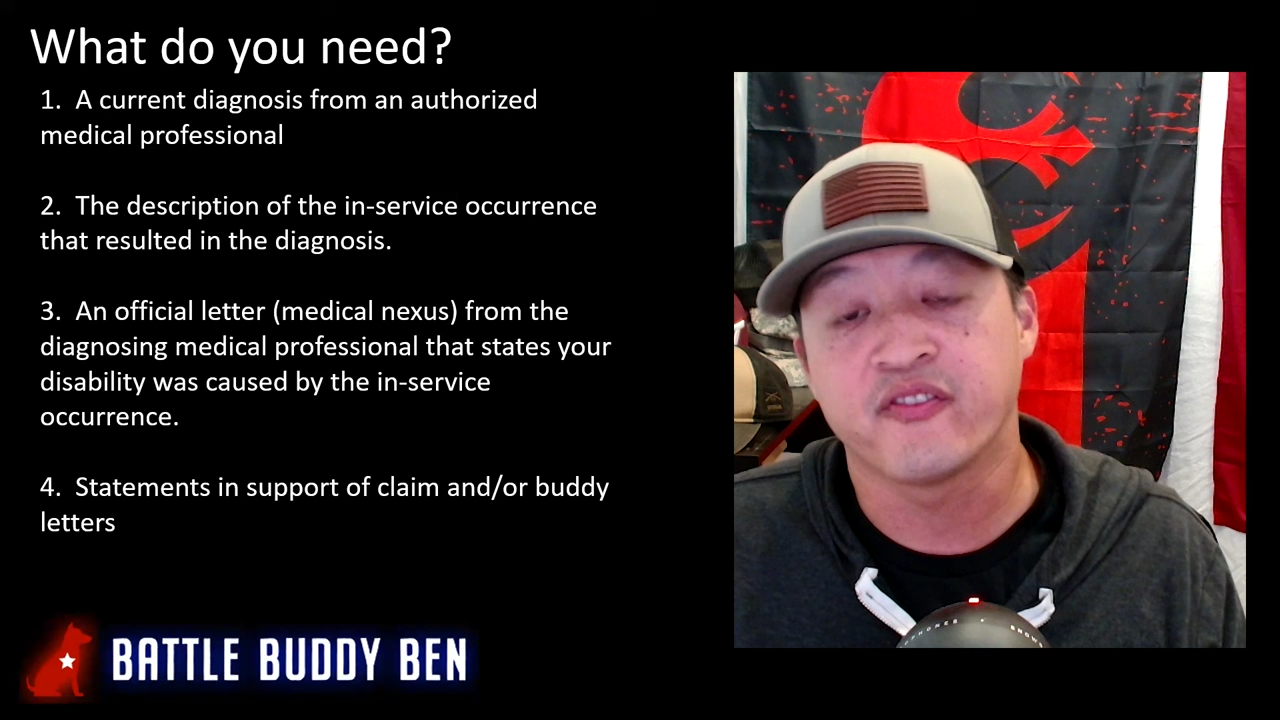 What do you need?
1. A current diagnosis from an authorized
medical professional
2. The description of the in-service occurrence
that resulted in the diagnosis.
3. An official letter (medical nexus) from the
diagnosing medical professional that states your
disability was caused by the in-service
occurrence.
4. Statements in support of claim and/or buddy
letters
BATTLE BUDDY BEN